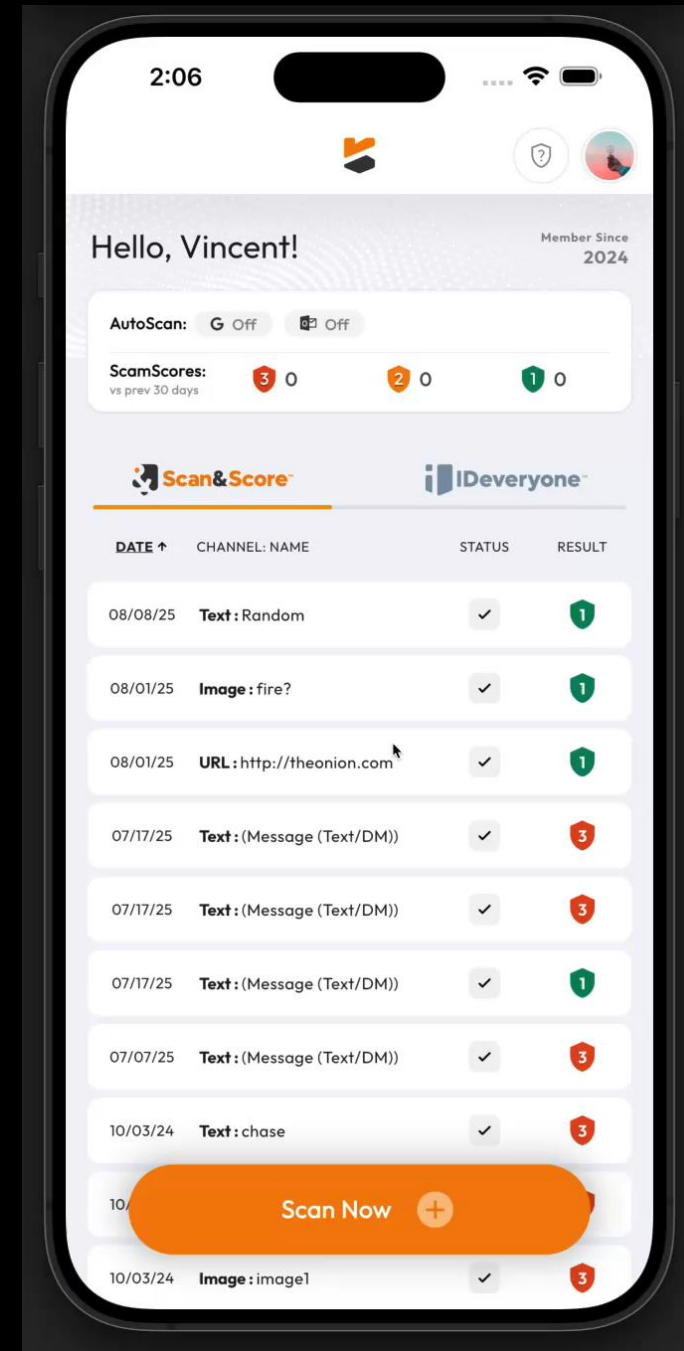 2:06
Hello, Vincent!
Member Since
2024
AutoScan: G Off Off
ScamScores: 3 0 2 0 1 0
vs prev 30 days
Scan&Score™ IDeveryone™
DATE ↑ CHANNEL: NAME STATUS RESULT
08/08/25 Text: Random 1
08/01/25 Image: fire? 1
08/01/25 URL: http://theonion.com 1
07/17/25 Text: (Message (Text/DM)) 3
07/17/25 Text: (Message (Text/DM)) 3
07/17/25 Text: (Message (Text/DM)) 1
07/07/25 Text: (Message (Text/DM)) 3
10/03/24 Text: chase 3
10/ Scan Now +
10/03/24 Image: image1 3